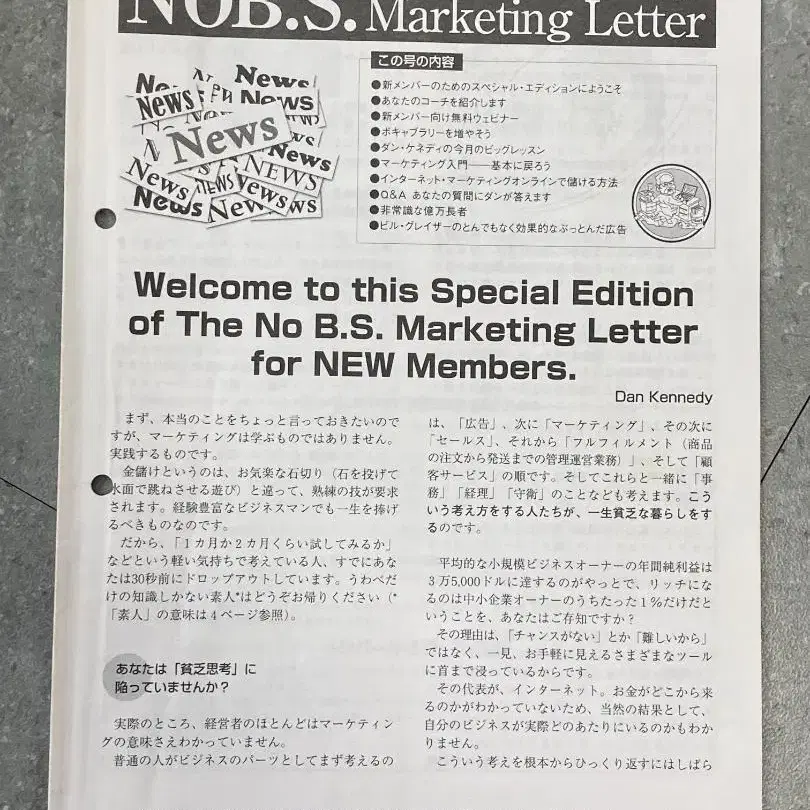 NO B.S. Marketing Letter
News
News
News
News
News
News
News
News
News
News
この号の内容
●新メンバーのためのスペシャル・エディションにようこそ
●あなたのコーチを紹介します
●新メンバー向け無料ウェビナー
●ボキャブラリーを増やそう
●ダン・ケネディの今月のビッグレッスン
●マーケティング入門――基本に戻ろう
●インターネット・マーケティングオンラインで儲ける方法
●Q&A あなたの質問にダンが答えます
●非常識な億万長者
●ビル・グレイザーのとんでもなく効果的なぶっとんだ広告
Welcome to this Special Edition
of The No B.S. Marketing Letter
for NEW Members.
Dan Kennedy
まず、本当のことをちょっと言っておきたいので
すが、マーケティングは学ぶものではありません。
実践するものです。
金儲けというのは、お気楽な石切り（石を投げて
水面で跳ねさせる遊び）と違って、熟練の技が要求
されます。経験豊富なビジネスマンでも一生を捧げ
るべきものなのです。
だから、「１カ月か２カ月くらい試してみるか」
などという軽い気持ちで考えている人、すでにあな
たは30秒前にドロップアウトしています。うわべだ
けの知識しかない素人*はどうぞお帰りください（*
「素人」の意味は４ページ参照）。
あなたは「貧乏思考」に
陥っていませんか？
実際のところ、経営者のほとんどはマーケティン
グの意味さえわかっていません。
普通の人がビジネスのパーツとしてまず考えるの
は、「広告」、次に「マーケティング」、その次に
「セールス」、それから「フルフィルメント（商品
の注文から発送までの管理運営業務）」、そして「顧
客サービス」の順です。そしてこれらと一緒に「事
務」「経理」「守衛」のことなども考えます。こう
いう考え方をする人たちが、一生貧乏な暮らしをす
るのです。
平均的な小規模ビジネスオーナーの年間純利益は
３万5,000ドルに達するのがやっとで、リッチにな
るのは中小企業オーナーのうちたった１％だけだと
いうことを、あなたはご存知ですか？
その理由は、「チャンスがない」とか「難しいから」
ではなく、一見、お手軽に見えるさまざまなツール
に首まで浸っているからです。
その代表が、インターネット。お金がどこから来
るのかがわかっていないため、当然の結果として、
自分のビジネスが実際どのあたりにいるのかもわか
りません。
こういう考えを根本からひっくり返すにはしばら